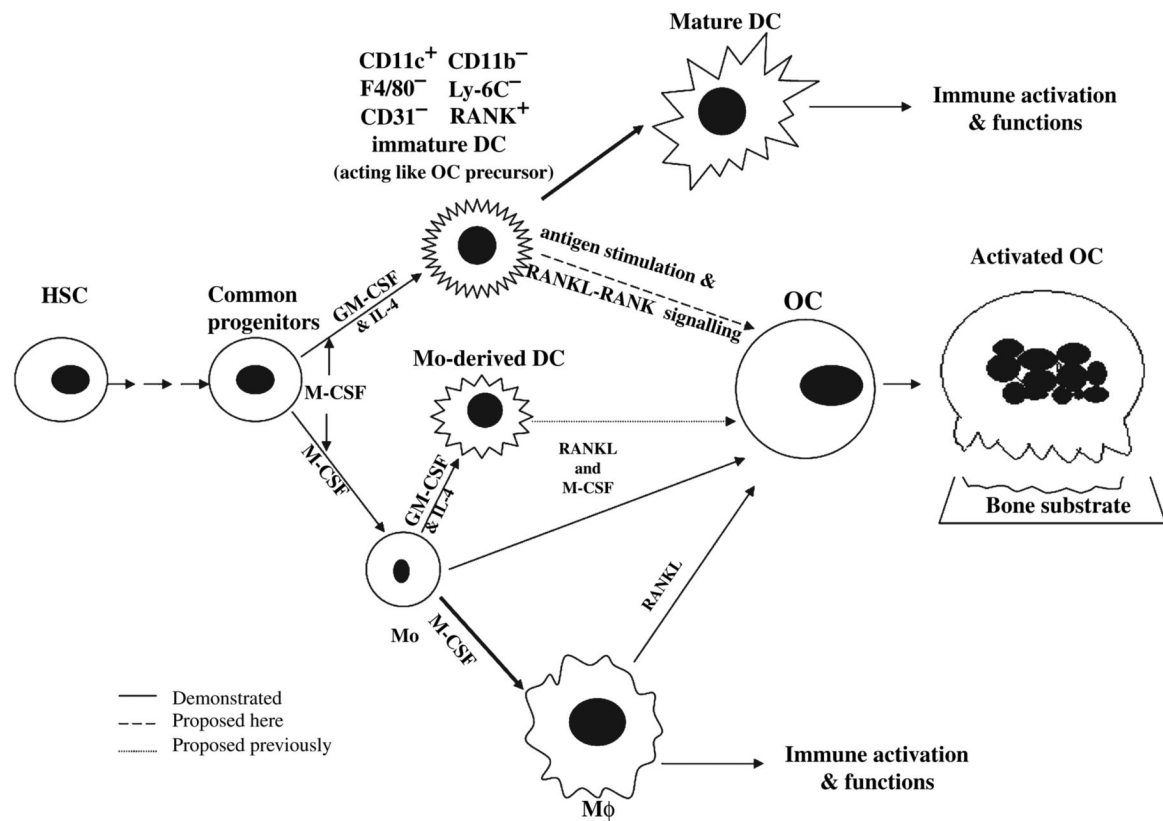 Mature DC
CD11c⁺ CD11b⁻
F4/80⁻ Ly-6C⁻
CD31⁻ RANK⁺
immature DC
(acting like OC precursor)
Immune activation
& functions
antigen stimulation &
RANKL-RANK signalling
Activated OC
HSC
Common
progenitors
GM-CSF
& IL-4
OC
M-CSF
Mo-derived DC
M-CSF
RANKL
and
M-CSF
GM-CSF
& IL-4
Bone substrate
Mo
M-CSF
RANKL
Demonstrated
Proposed here
Proposed previously
Immune activation
& functions
Mϕ